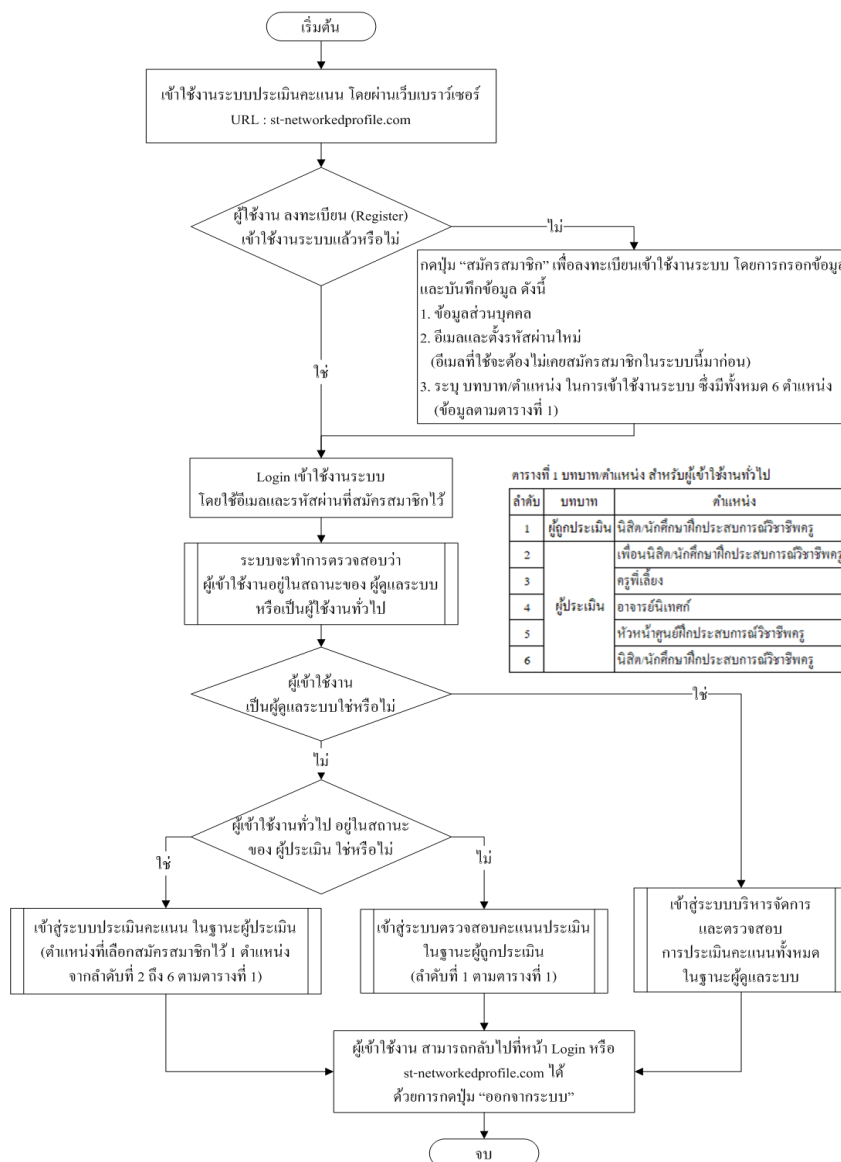 เริ่มต้น
เข้าใช้งานระบบประเมินคะแนน โดยผ่านเว็บเบราว์เซอร์
URL : st-networkedprofile.com
ผู้ใช้งาน ลงทะเบียน (Register)
เข้าใช้งานระบบแล้วหรือไม่
ไม่
กดปุ่ม “สมัครสมาชิก” เพื่อลงทะเบียนเข้าใช้งานระบบ โดยการกรอกข้อมูล
และบันทึกข้อมูล ดังนี้
1. ข้อมูลส่วนบุคคล
2. อีเมลและตั้งรหัสผ่านใหม่
(อีเมลที่ใช้จะต้องไม่เคยสมัครสมาชิกในระบบนี้มาก่อน)
3. ระบุ บทบาท/ตำแหน่ง ในการเข้าใช้งานระบบ ซึ่งมีทั้งหมด 6 ตำแหน่ง
(ข้อมูลตามตารางที่ 1)
ใช่
Login เข้าใช้งานระบบ
โดยใช้อีเมลและรหัสผ่านที่สมัครสมาชิกไว้
ตารางที่ 1 บทบาท/ตำแหน่ง สำหรับผู้เข้าใช้งานทั่วไป
ลำดับ บทบาท ตำแหน่ง
1 ผู้ถูกประเมิน นิสิต/นักศึกษาฝึกประสบการณ์วิชาชีพครู
2 เพื่อนนิสิต/นักศึกษาฝึกประสบการณ์วิชาชีพครู
3 ครูพี่เลี้ยง
4 ผู้ประเมิน อาจารย์นิเทศก์
5 หัวหน้าศูนย์ฝึกประสบการณ์วิชาชีพครู
6 นิสิต/นักศึกษาฝึกประสบการณ์วิชาชีพครู
ระบบจะทำการตรวจสอบว่า
ผู้เข้าใช้งานอยู่ในสถานะของ ผู้ดูแลระบบ
หรือเป็นผู้ใช้งานทั่วไป
ผู้เข้าใช้งาน
เป็นผู้ดูแลระบบใช่หรือไม่
ใช่
ไม่
ผู้เข้าใช้งานทั่วไป อยู่ในสถานะ
ของ ผู้ประเมิน ใช่หรือไม่
ใช่
ไม่
เข้าสู่ระบบประเมินคะแนน ในฐานะผู้ประเมิน
(ตำแหน่งที่เลือกสมัครสมาชิกไว้ 1 ตำแหน่ง
จากลำดับที่ 2 ถึง 6 ตามตารางที่ 1)
เข้าสู่ระบบตรวจสอบคะแนนประเมิน
ในฐานะผู้ถูกประเมิน
(ลำดับที่ 1 ตามตารางที่ 1)
เข้าสู่ระบบบริหารจัดการ
และตรวจสอบ
การประเมินคะแนนทั้งหมด
ในฐานะผู้ดูแลระบบ
ผู้เข้าใช้งาน สามารถกลับไปที่หน้า Login หรือ
st-networkedprofile.com ได้
ด้วยการกดปุ่ม “ออกจากระบบ”
จบ